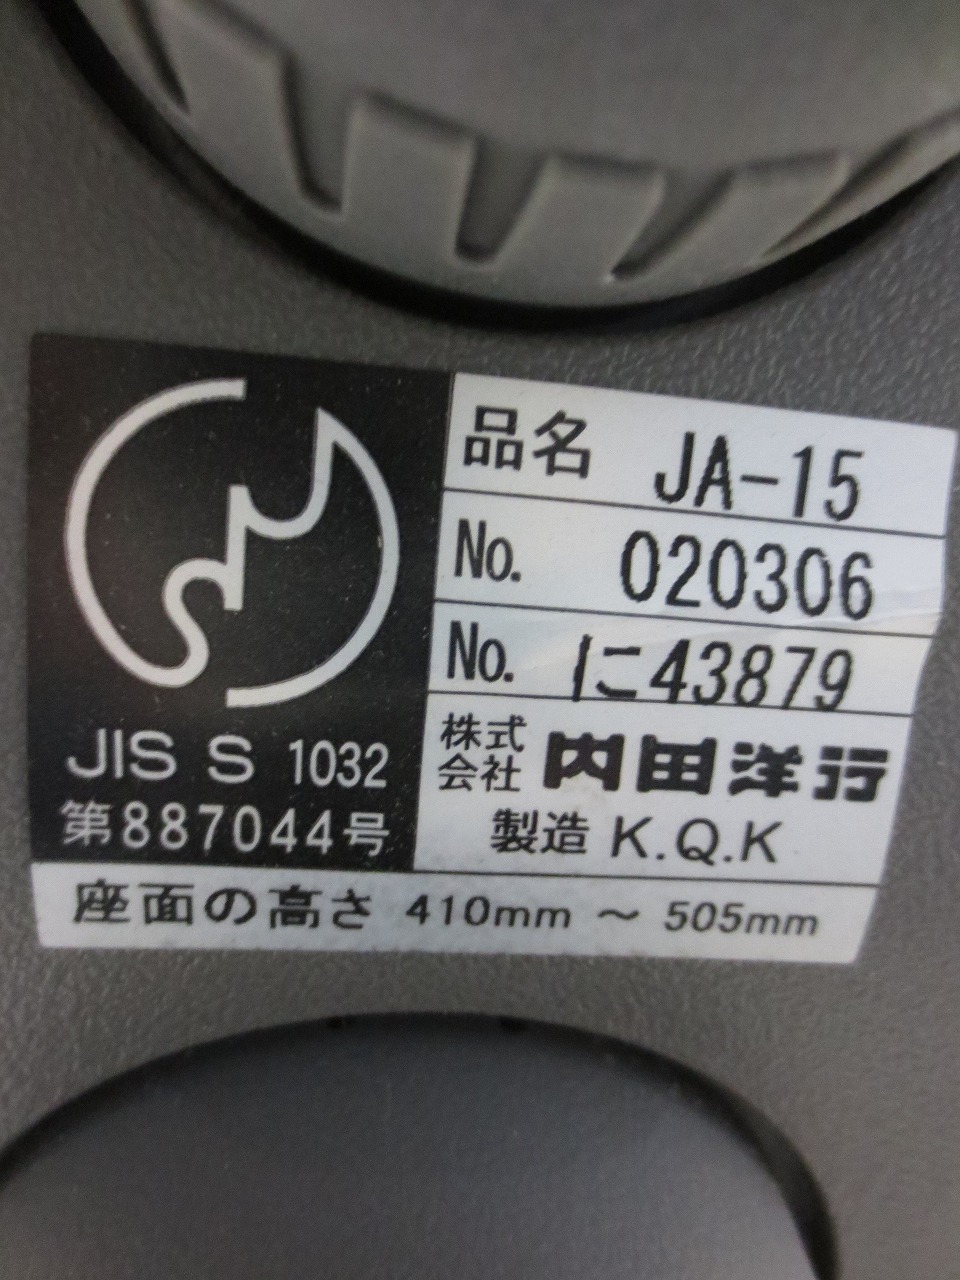 JIS S 1032
第887044号
品名 JA-15
No. 020306
No. に43879
株式会社 内田洋行
製造 K.Q.K
座面の高さ 410mm ～ 505mm